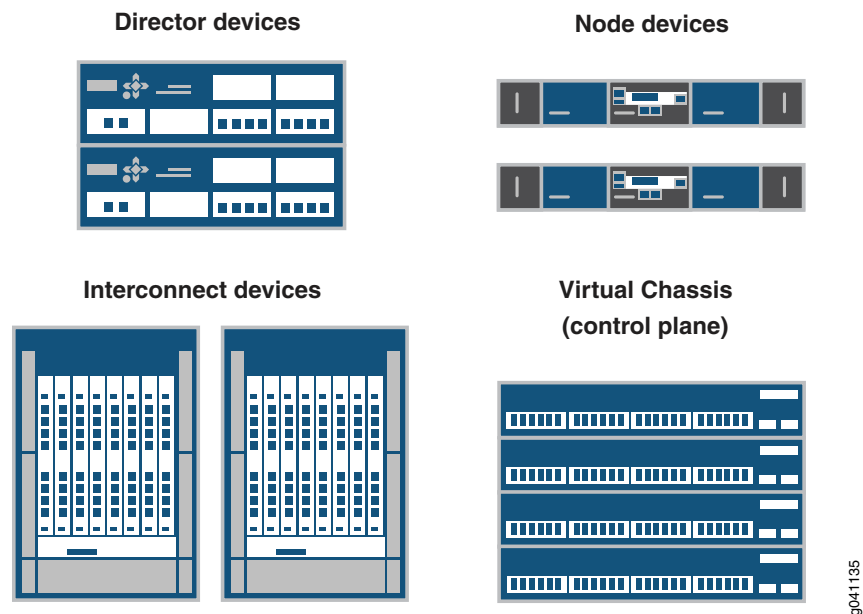 Director devices
Node devices
Interconnect devices
Virtual Chassis
(control plane)
g041135